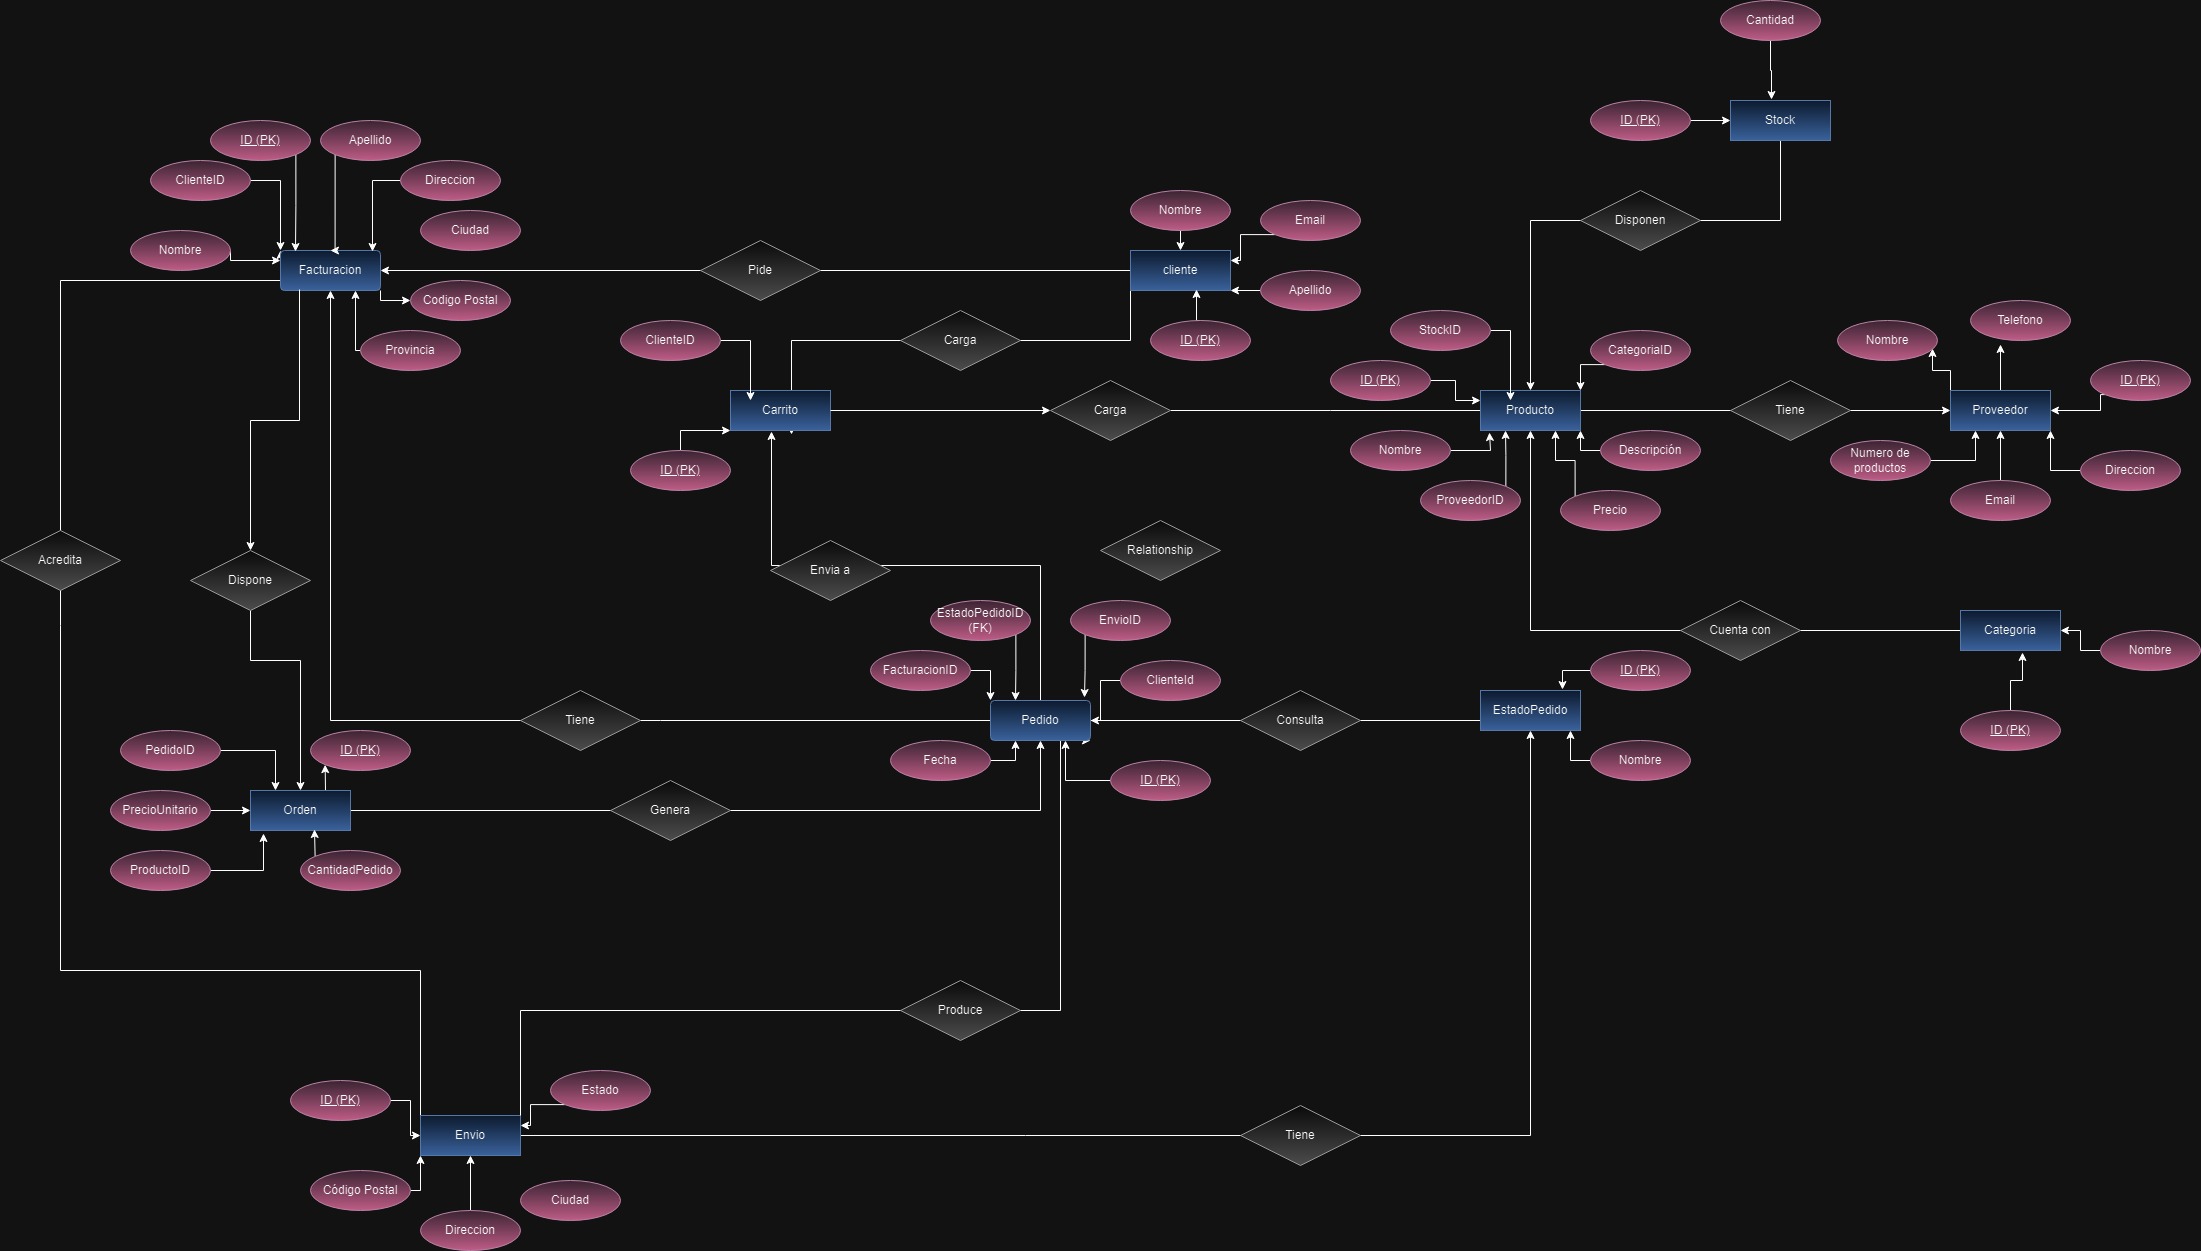 Cantidad
ID (PK)
Stock
ID (PK)
Apellido
ClienteID
Direccion
Nombre
Ciudad
Facturacion
Codigo Postal
Provincia
Pide
Nombre
Email
cliente
Apellido
ID (PK)
Disponen
ClienteID
Carga
Carrito
ID (PK)
Carga
StockID
CategoriaID
ID (PK)
Producto
Nombre
Descripción
ProveedorID
Precio
Tiene
Telefono
Nombre
ID (PK)
Proveedor
Numero de
productos
Direccion
Email
Acredita
Dispone
Envia a
Relationship
EstadoPedidoID
(FK)
EnvioID
FacturacionID
ClienteId
Tiene
Pedido
Consulta
Fecha
ID (PK)
Cuenta con
Categoria
Nombre
ID (PK)
ID (PK)
EstadoPedido
Nombre
PedidoID
ID (PK)
PrecioUnitario
Orden
Genera
ProductoID
CantidadPedido
Produce
ID (PK)
Estado
Envio
Tiene
Código Postal
Ciudad
Direccion